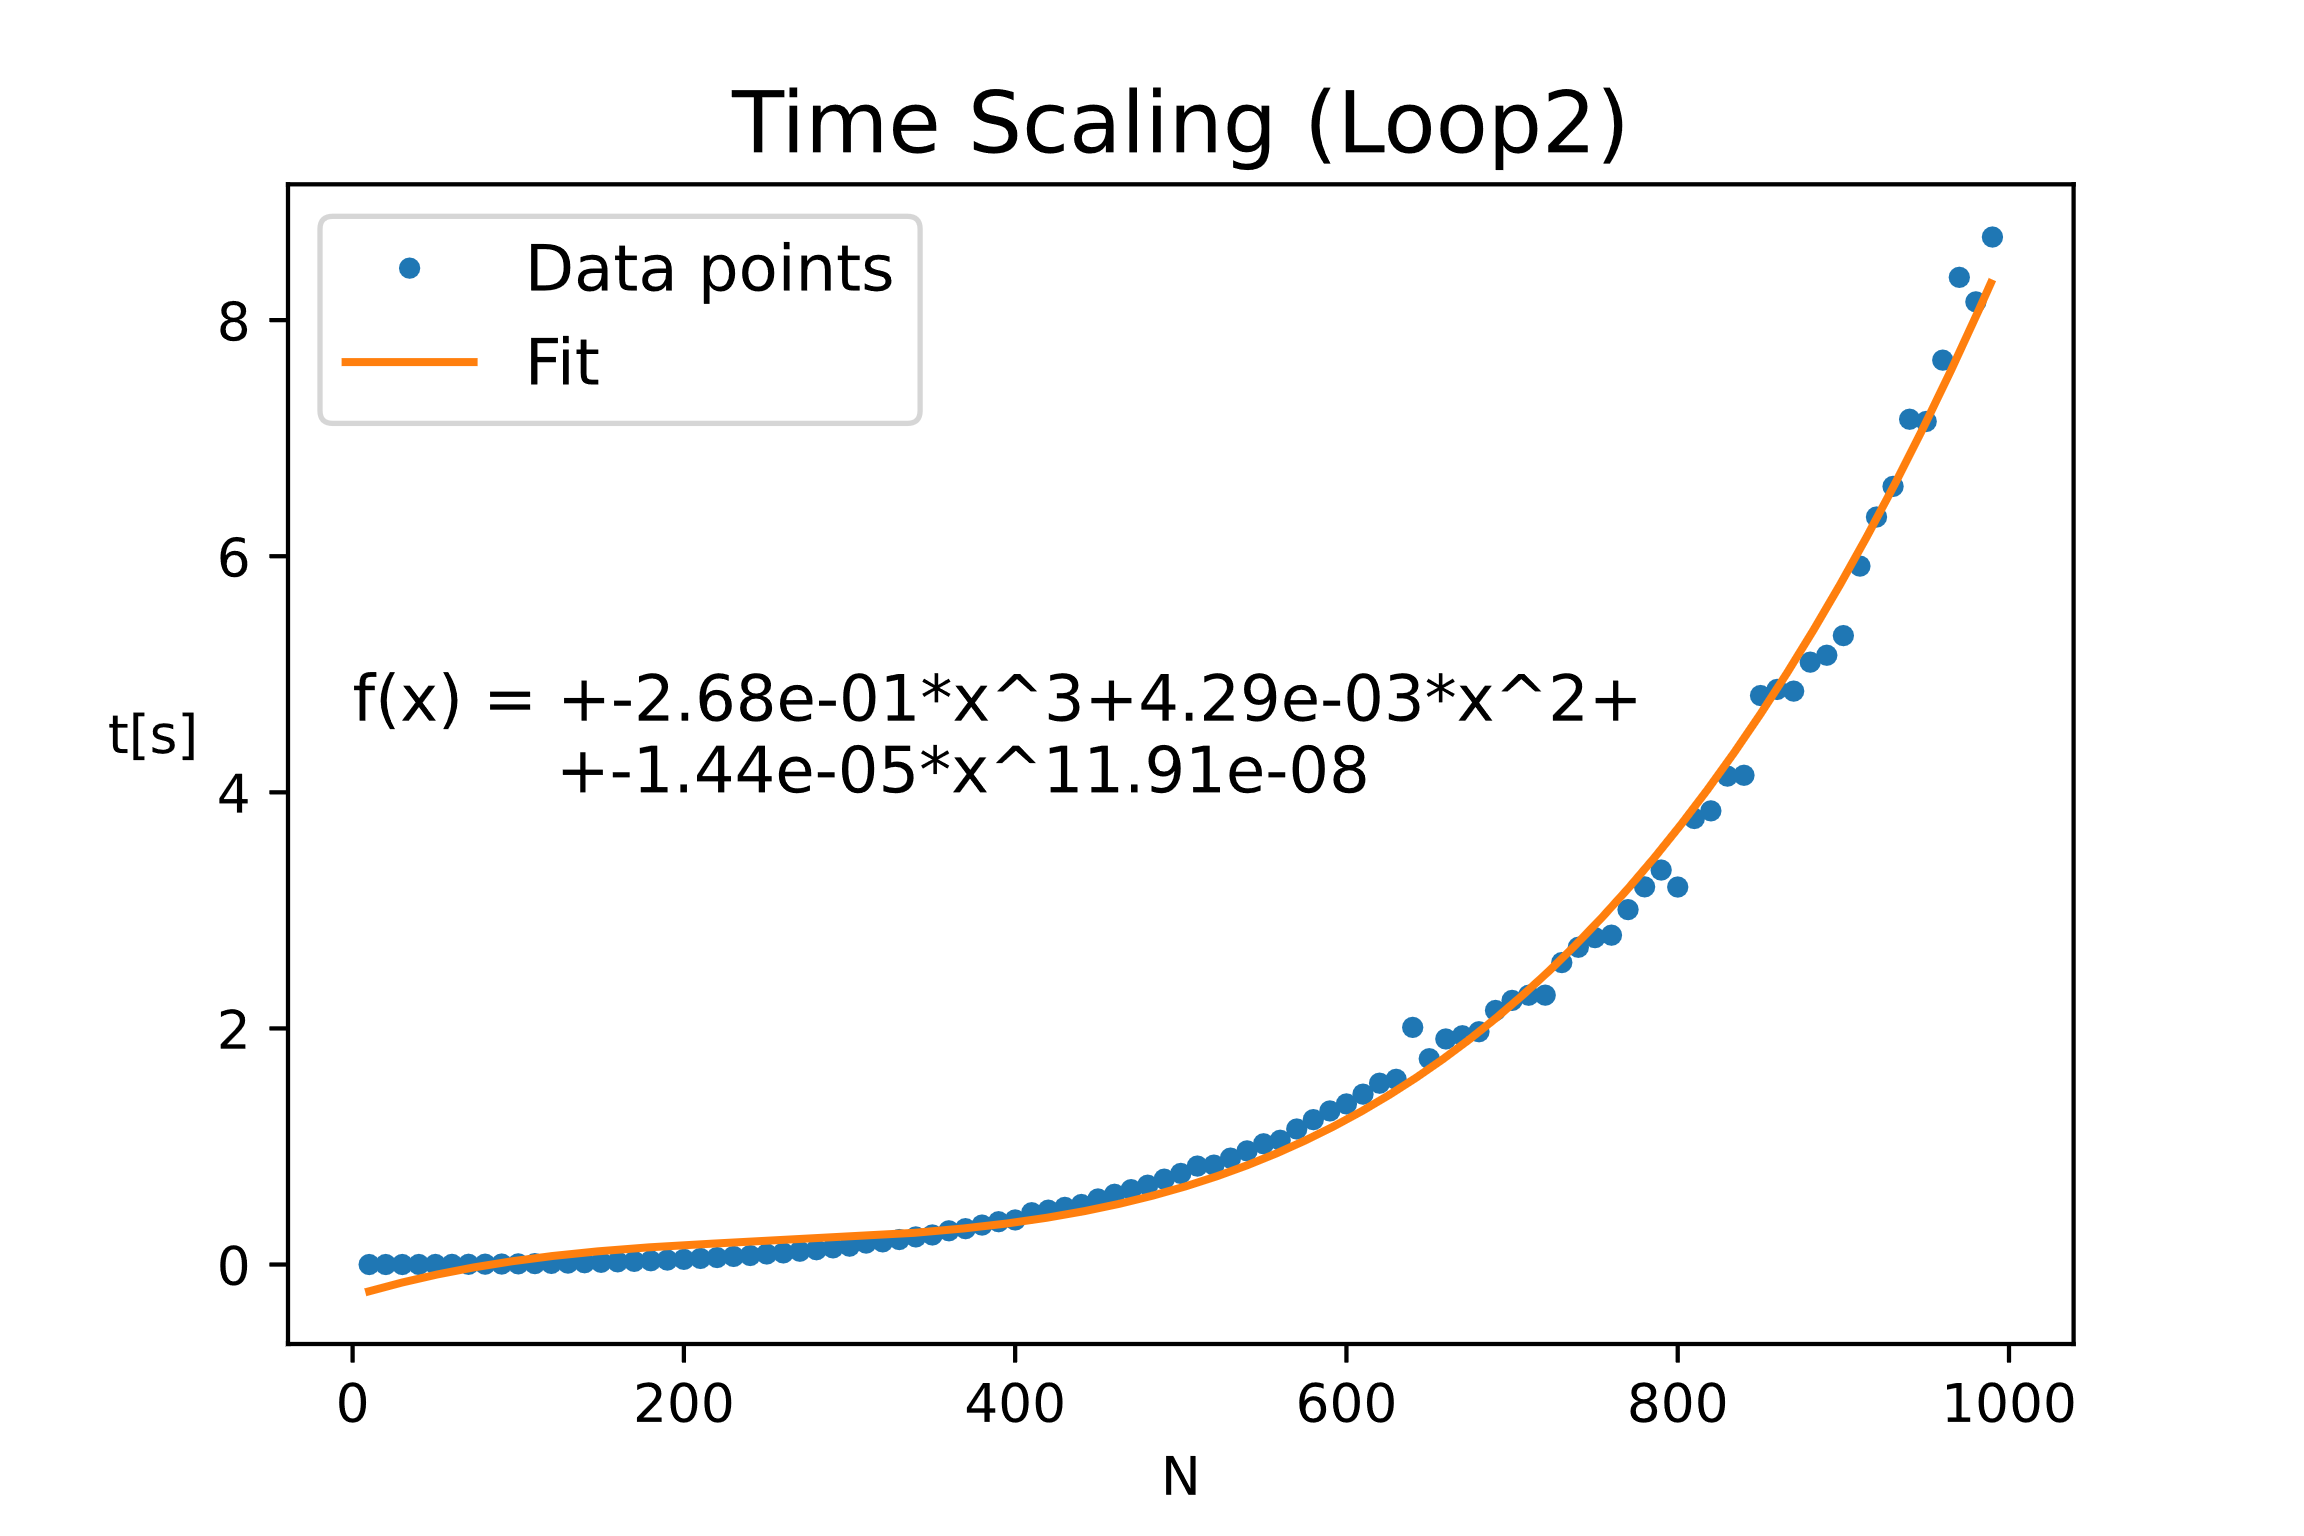 Time Scaling (Loop2)
Data points
Fit
8
6
f(x) = +-2.68e-01*x^3+4.29e-03*x^2+
+-1.44e-05*x^11.91e-08
t[s]
4
2
0
0 200 400 600 800 1000
N